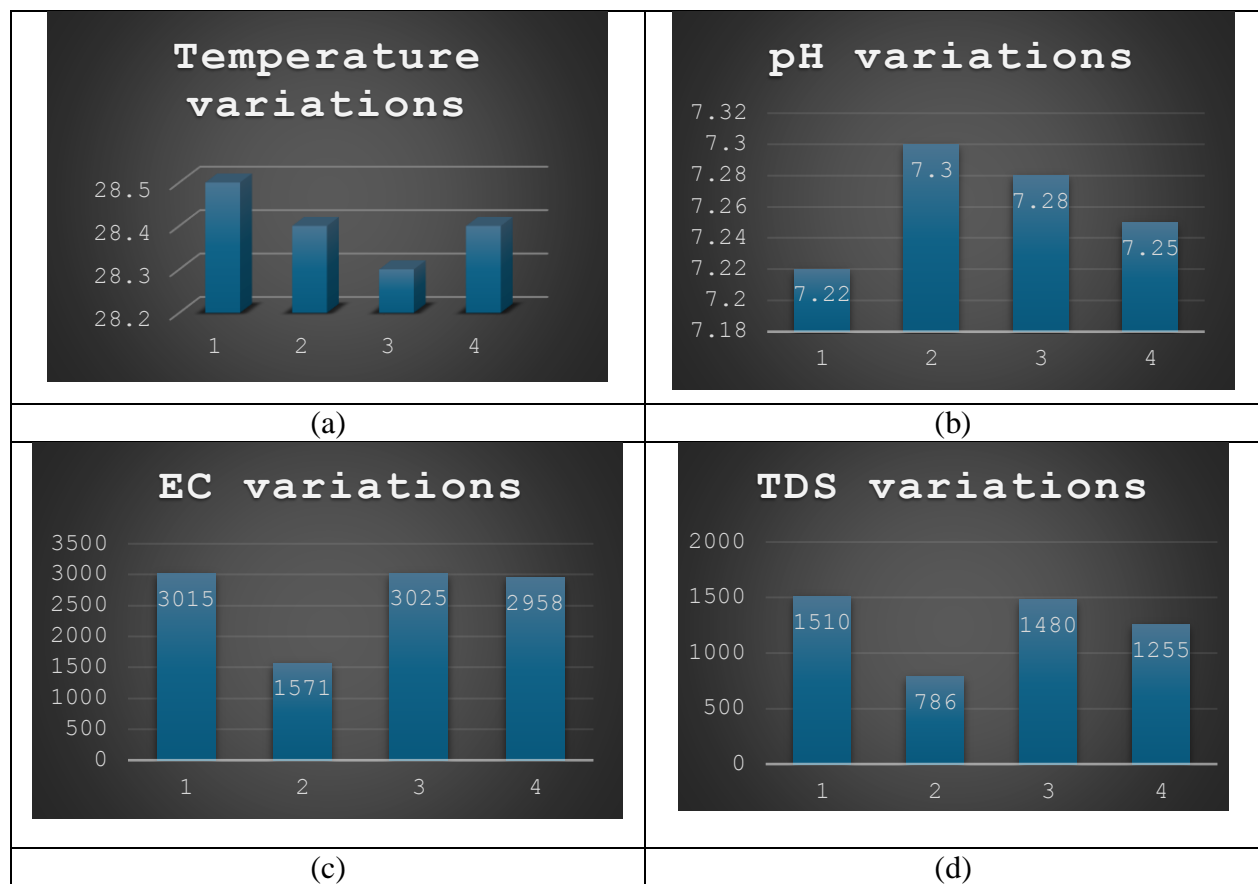 Temperature
variations
28.5
28.4
28.3
28.2
1 2 3 4
(a)
pH variations
7.32
7.3
7.28
7.26
7.24
7.22
7.2
7.18
7.22
7.3
7.28
7.25
1 2 3 4
(b)
EC variations
3500
3000
2500
2000
1500
1000
500
0
3015
1571
3025
2958
1 2 3 4
(c)
TDS variations
2000
1500
1000
500
0
1510
786
1480
1255
1 2 3 4
(d)